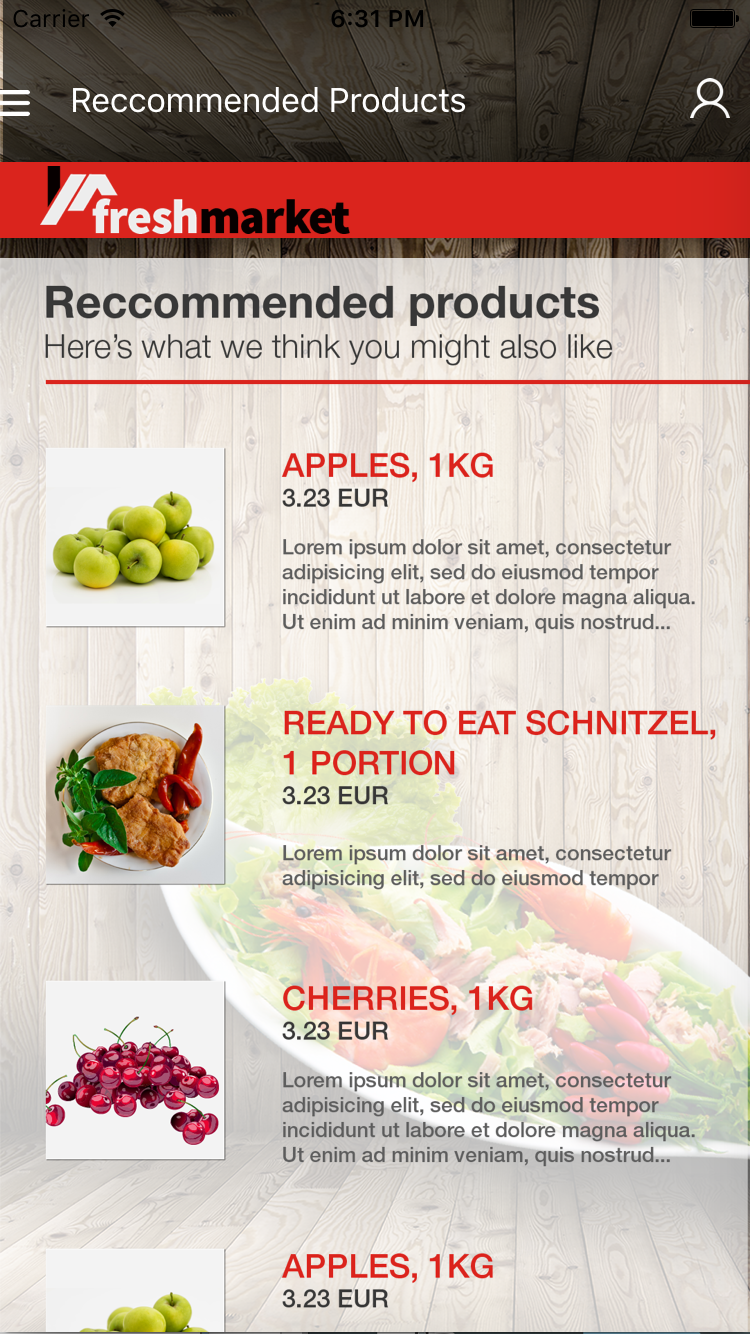 Carrier 6:31 PM
Reccommended Products
freshmarket
Reccommended products
Here's what we think you might also like
APPLES, 1KG
3.23 EUR
Lorem ipsum dolor sit amet, consectetur
adipisicing elit, sed do eiusmod tempor
incididunt ut labore et dolore magna aliqua.
Ut enim ad minim veniam, quis nostrud...
READY TO EAT SCHNITZEL,
1 PORTION
3.23 EUR
Lorem ipsum dolor sit amet, consectetur
adipisicing elit, sed do eiusmod tempor
CHERRIES, 1KG
3.23 EUR
Lorem ipsum dolor sit amet, consectetur
adipisicing elit, sed do eiusmod tempor
incididunt ut labore et dolore magna aliqua.
Ut enim ad minim veniam, quis nostrud...
APPLES, 1KG
3.23 EUR